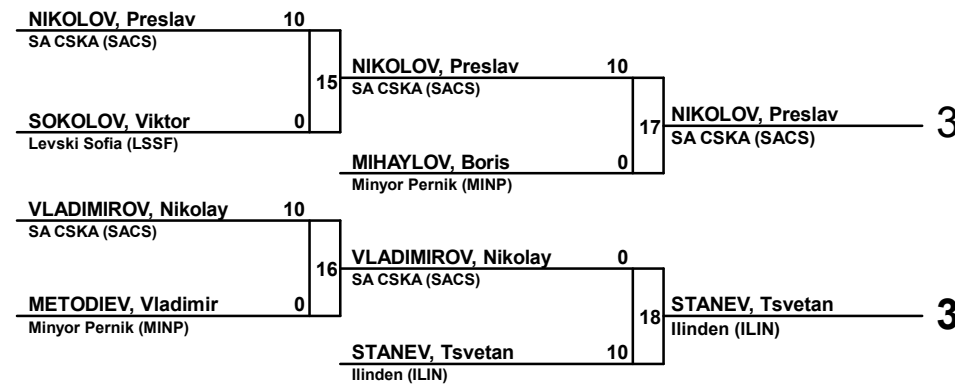 NIKOLOV, Preslav 10
SA CSKA (SACS)
15
NIKOLOV, Preslav 10
SA CSKA (SACS)
SOKOLOV, Viktor 0
Levski Sofia (LSSF)
17
NIKOLOV, Preslav
SA CSKA (SACS)
3
MIHAYLOV, Boris 0
Minyor Pernik (MINP)
VLADIMIROV, Nikolay 10
SA CSKA (SACS)
16
VLADIMIROV, Nikolay 0
SA CSKA (SACS)
METODIEV, Vladimir 0
Minyor Pernik (MINP)
18
STANEV, Tsvetan
Ilinden (ILIN)
3
STANEV, Tsvetan 10
Ilinden (ILIN)